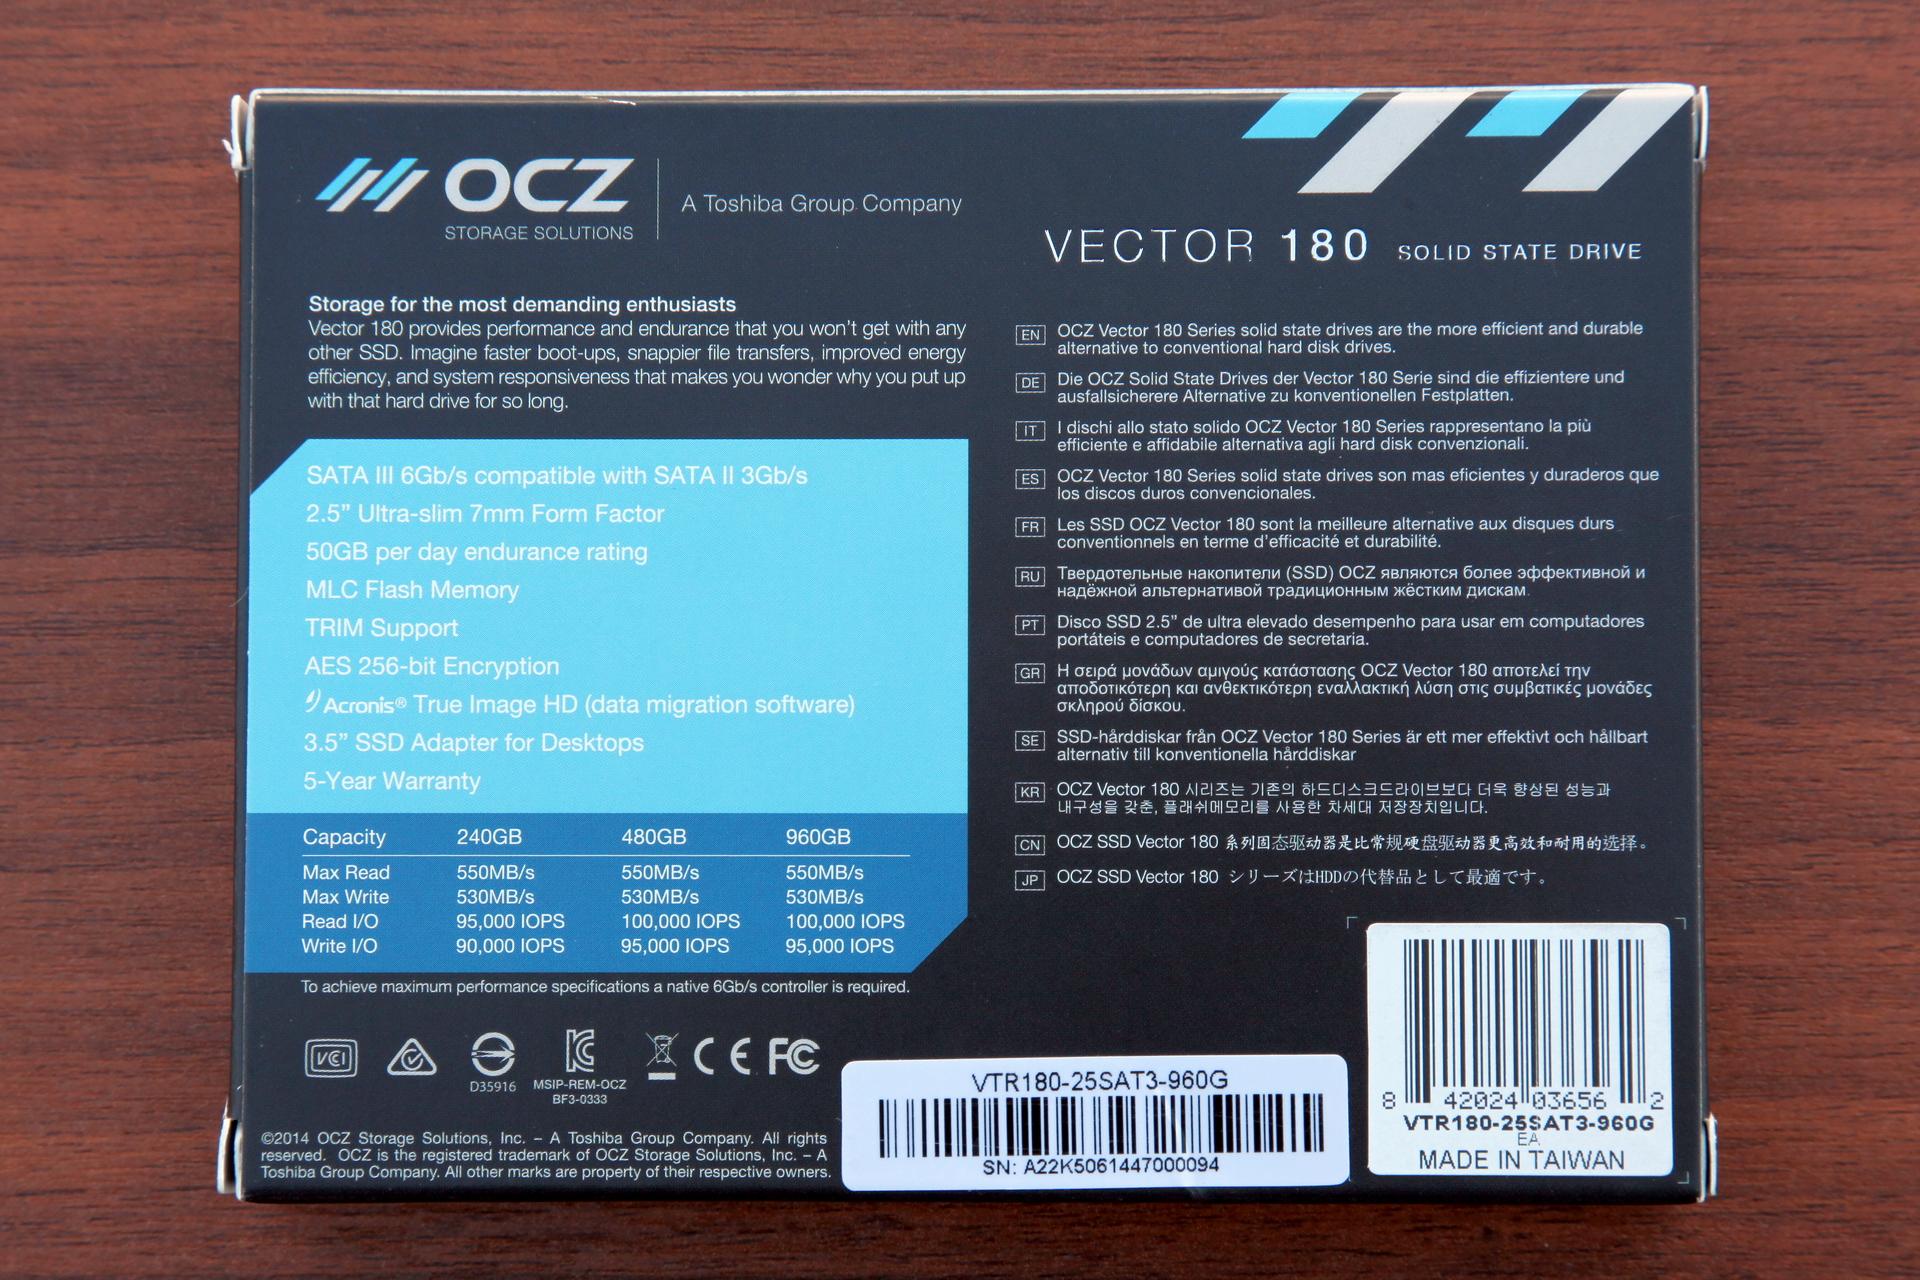 OCZ
STORAGE SOLUTIONS
A Toshiba Group Company
VECTOR 180 SOLID STATE DRIVE
Storage for the most demanding enthusiasts
Vector 180 provides performance and endurance that you won't get with any
other SSD. Imagine faster boot-ups, snappier file transfers, improved energy
efficiency, and system responsiveness that makes you wonder why you put up
with that hard drive for so long.
SATA III 6Gb/s compatible with SATA II 3Gb/s
2.5” Ultra-slim 7mm Form Factor
50GB per day endurance rating
MLC Flash Memory
TRIM Support
AES 256-bit Encryption
Acronis® True Image HD (data migration software)
3.5” SSD Adapter for Desktops
5-Year Warranty
Capacity 240GB 480GB 960GB
Max Read 550MB/s 550MB/s 550MB/s
Max Write 530MB/s 530MB/s 530MB/s
Read I/O 95,000 IOPS 100,000 IOPS 100,000 IOPS
Write I/O 90,000 IOPS 95,000 IOPS 95,000 IOPS
To achieve maximum performance specifications a native 6Gb/s controller is required.
VCI
D35916
MSIP-REM-OCZ
BF3-0333
CE FC
©2014 OCZ Storage Solutions, Inc. – A Toshiba Group Company. All rights
reserved. OCZ is the registered trademark of OCZ Storage Solutions, Inc. – A
Toshiba Group Company. All other marks are property of their respective owners.
EN OCZ Vector 180 Series solid state drives are the more efficient and durable
alternative to conventional hard disk drives.
DE Die OCZ Solid State Drives der Vector 180 Serie sind die effizientere und
ausfallsicherere Alternative zu konventionellen Festplatten.
IT I dischi allo stato solido OCZ Vector 180 Series rappresentano la più
efficiente e affidabile alternativa agli hard disk convenzionali.
ES OCZ Vector 180 Series solid state drives son mas eficientes y duraderos que
los discos duros convencionales.
FR Les SSD OCZ Vector 180 sont la meilleure alternative aux disques durs
conventionnels en terme d'efficacité et durabilité.
RU Твердотельные накопители (SSD) OCZ являются более эффективной и
надёжной альтернативой традиционным жёстким дискам.
PT Disco SSD 2.5” de ultra elevado desempenho para usar em computadores
portáteis e computadores de secretaria.
GR Η σειρά μονάδων αμιγούς κατάστασης OCZ Vector 180 αποτελεί την
αποδοτικότερη και ανθεκτικότερη εναλλακτική λύση στις συμβατικές μονάδες
σκληρού δίσκου.
SE SSD-hårddiskar från OCZ Vector 180 Series är ett mer effektivt och hållbart
alternativ till konventionella hårddiskar
KR OCZ Vector 180 시리즈는 기존의 하드디스크드라이브보다 더욱 향상된 성능과
내구성을 갖춘, 플래쉬메모리를 사용한 차세대 저장장치입니다.
CN OCZ SSD Vector 180 系列固态驱动器是比常规硬盘驱动器更高效和耐用的选择。
JP OCZ SSD Vector 180 シリーズはHDDの代替品として最適です。
VTR180-25SAT3-960G
SN: A22K5061447000094
8 42024 03656 2
VTR180-25SAT3-960G
EA
MADE IN TAIWAN